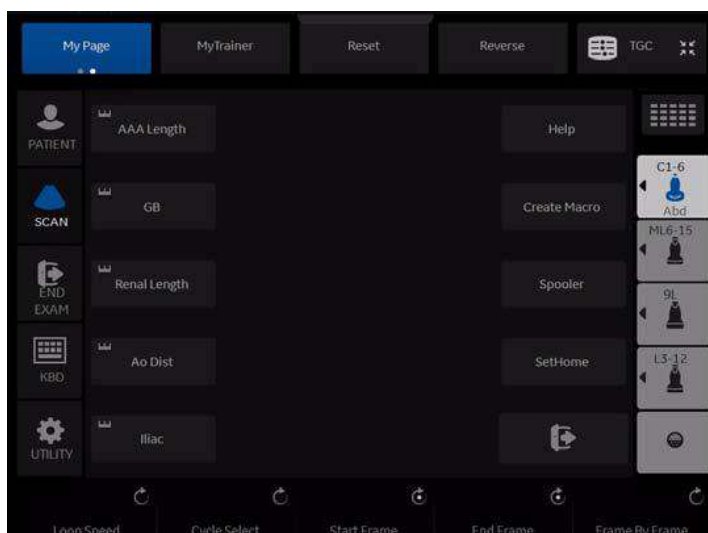 My Page
MyTrainer
Reset
Reverse
TGC
PATIENT
AAA Length
Help
C1-6
Abd
SCAN
GB
Create Macro
ML6-15
END
EXAM
Renal Length
Spooler
9L
KBD
Ao Dist
SetHome
L3-12
UTILITY
Iliac
Loop Speed
Cycle Select
Start Frame
End Frame
Frame By Frame